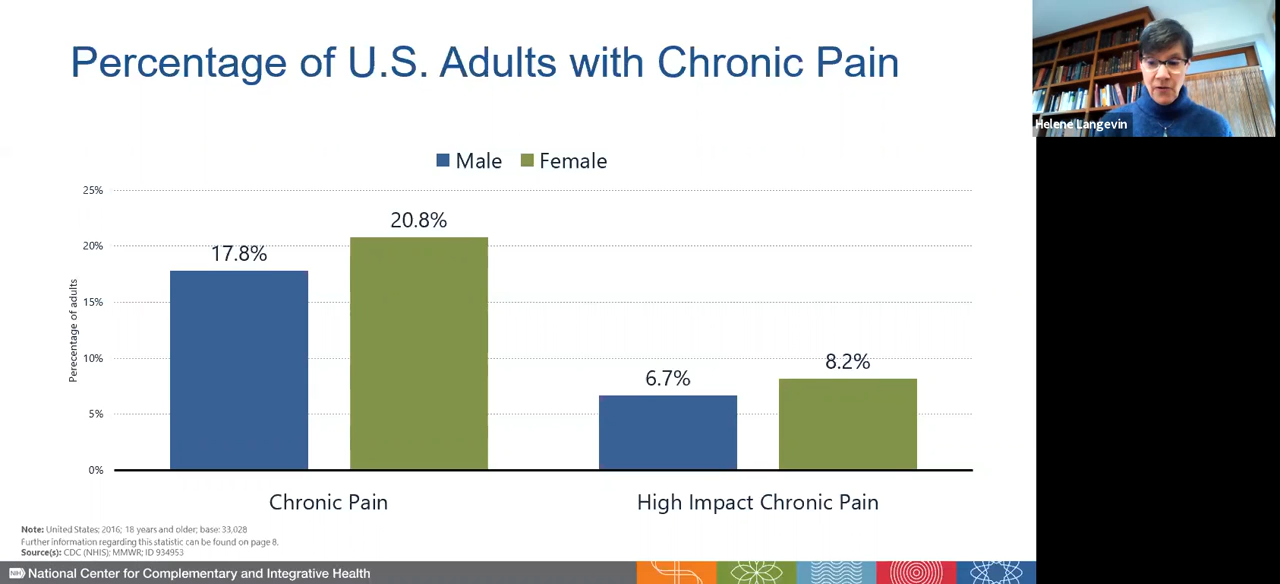 Percentage of U.S. Adults with Chronic Pain
Helene Langevin
Male Female
25%
20%
15%
10%
5%
0%
Perecentage of adults
17.8%
20.8%
6.7%
8.2%
Chronic Pain
High Impact Chronic Pain
Note: United States; 2016; 18 years and older; base: 33,028
Further information regarding this statistic can be found on page 8.
Source(s): CDC (NHIS); MMWR; ID 934953
NIH National Center for Complementary and Integrative Health